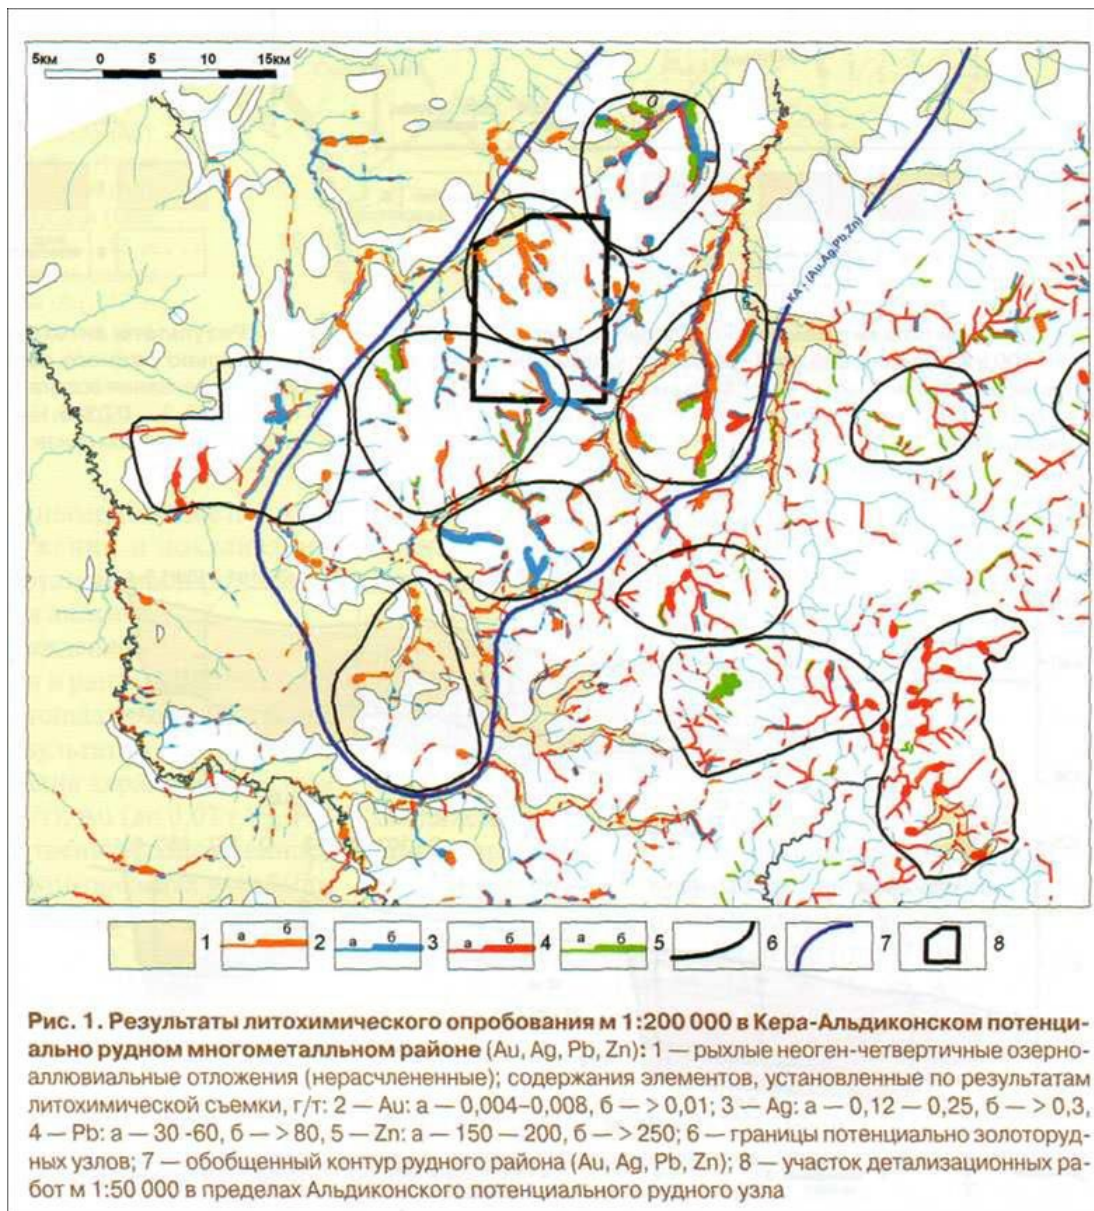 5км 0 5 10 15км
КА - (Au,Ag,Pb,Zn)
1 а б 2 а б 3 а б 4 а б 5 6 7 8
Рис. 1. Результаты литохимического опробования м 1:200 000 в Кера-Альдиконском потенци-
ально рудном многометалльном районе (Au, Ag, Pb, Zn): 1 — рыхлые неоген-четвертичные озерно-
аллювиальные отложения (нерасчлененные); содержания элементов, установленные по результатам
литохимической съемки, г/т: 2 — Au: а — 0,004–0,008, б — > 0,01; 3 — Ag: а — 0,12 — 0,25, б — > 0,3,
4 — Pb: а — 30 -60, б — > 80, 5 — Zn: а — 150 — 200, б — > 250; 6 — границы потенциально золоторуд-
ных узлов; 7 — обобщенный контур рудного района (Au, Ag, Pb, Zn); 8 — участок детализационных ра-
бот м 1:50 000 в пределах Альдиконского потенциального рудного узла